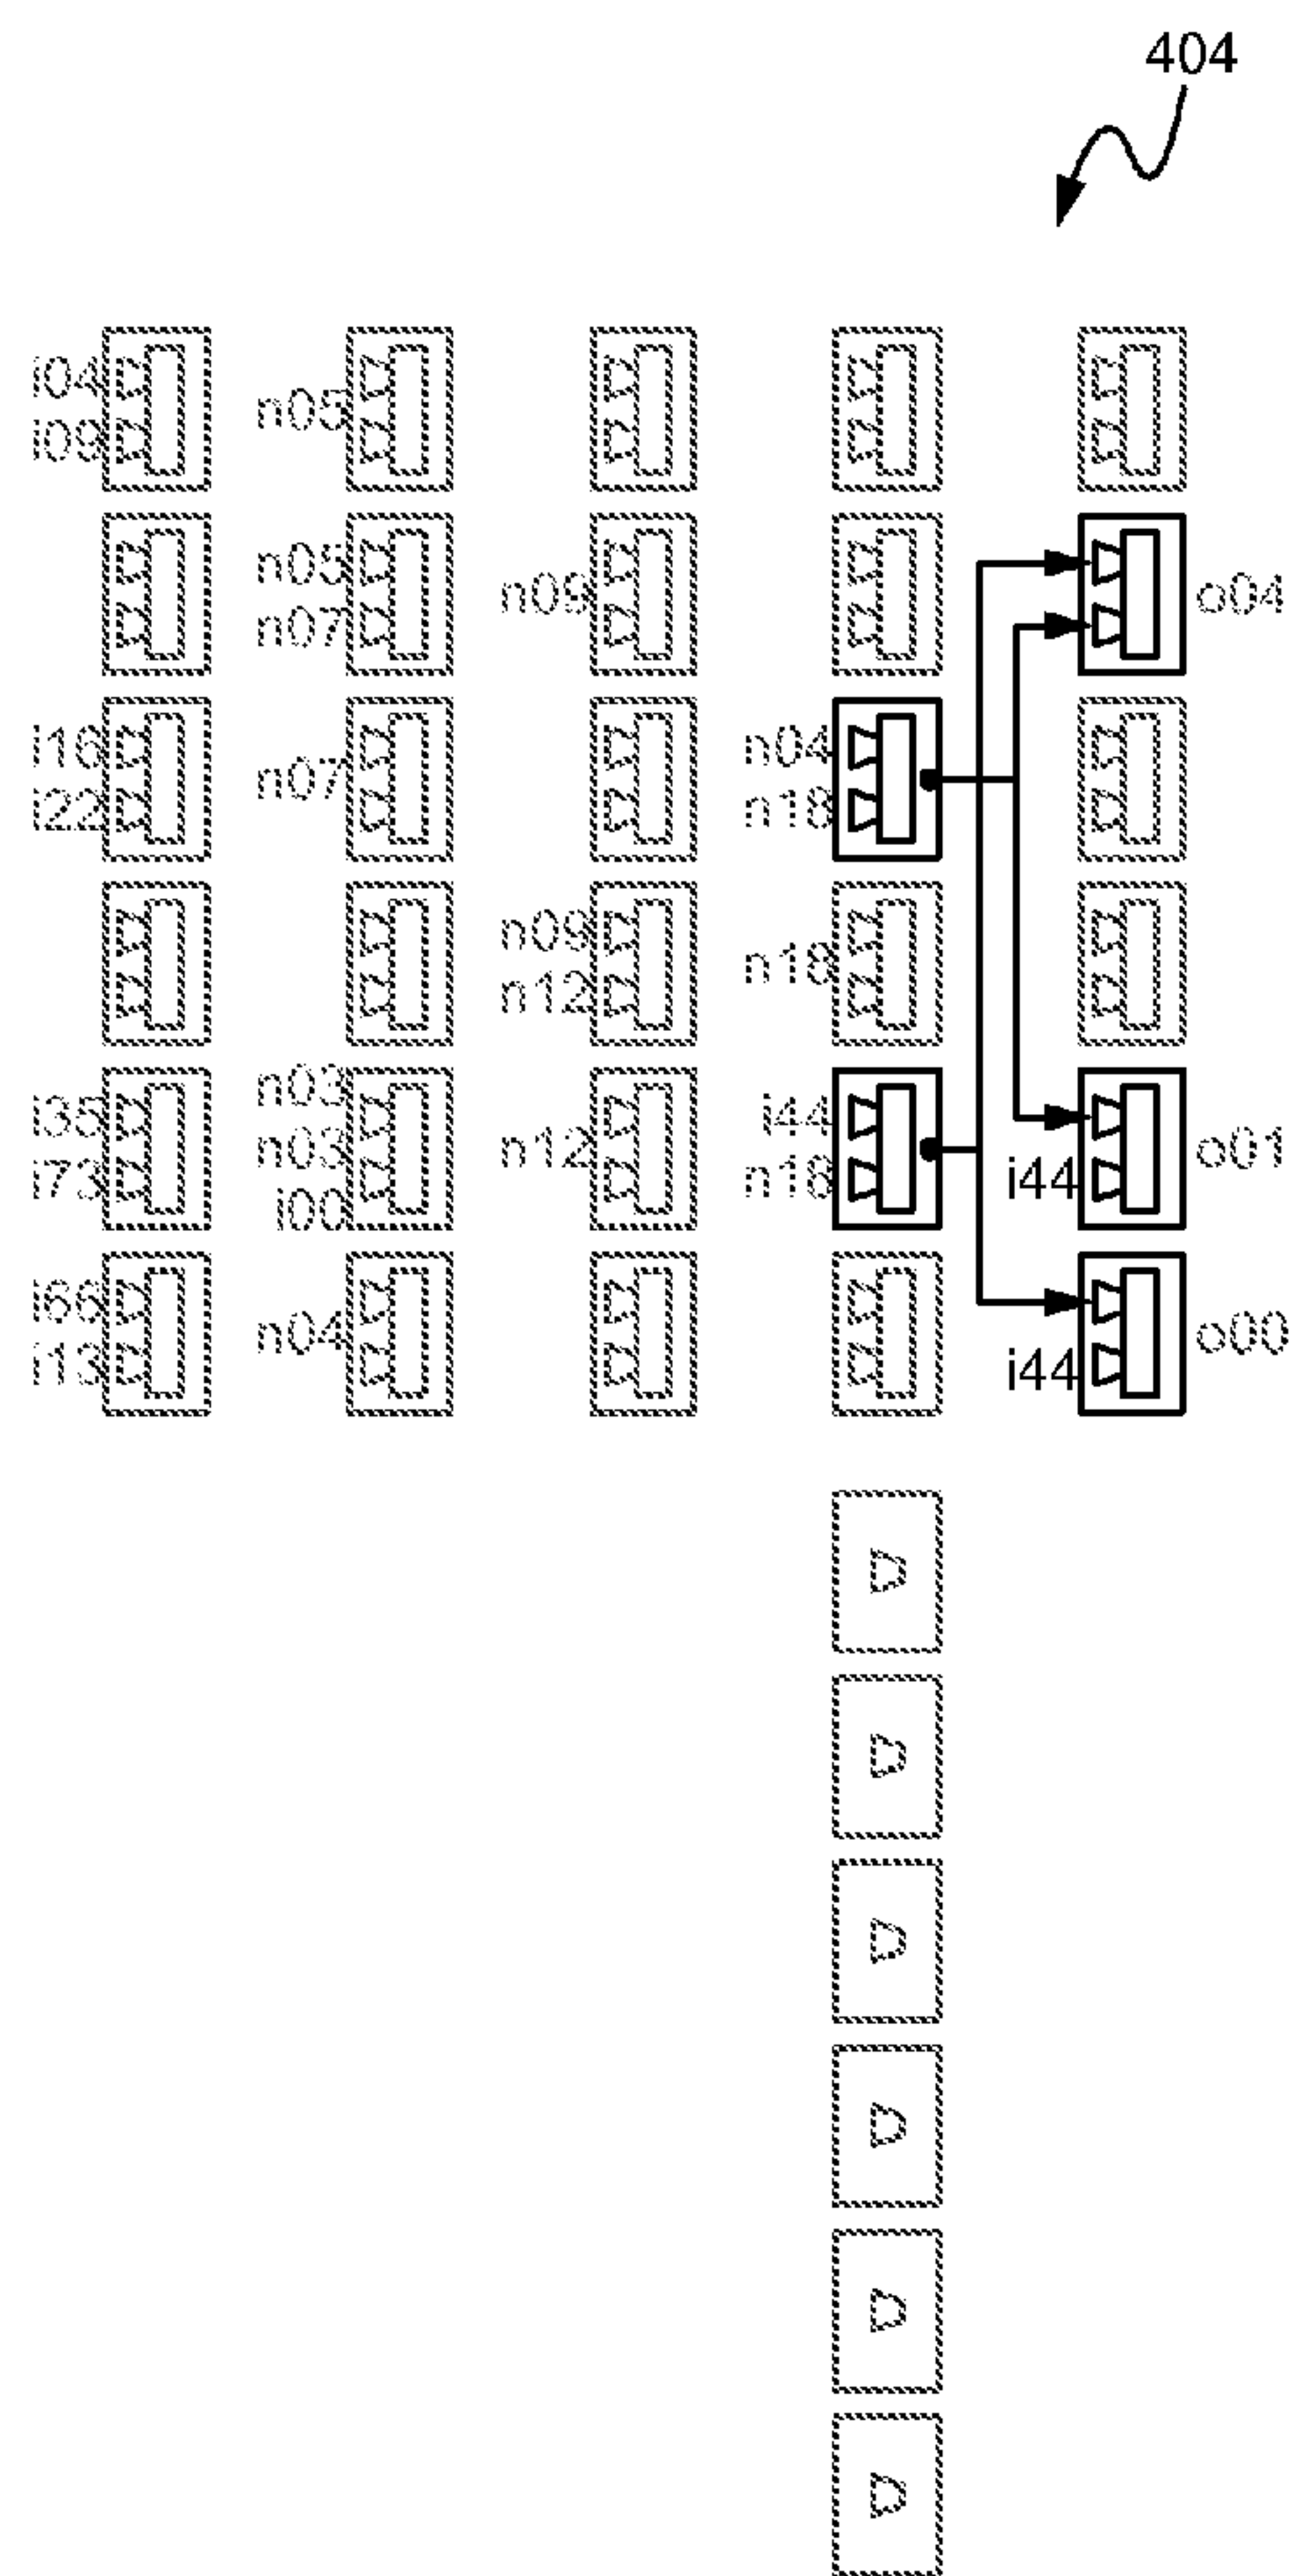 404
i04
i09 n05
n05 n09 o04
n07
i16 n07 n04
i22 n18
n09 n18
n12
n03
i35 n03 n12 i44 o01
i73 i00 n18 i44
i66 n04 o00
i13 i44